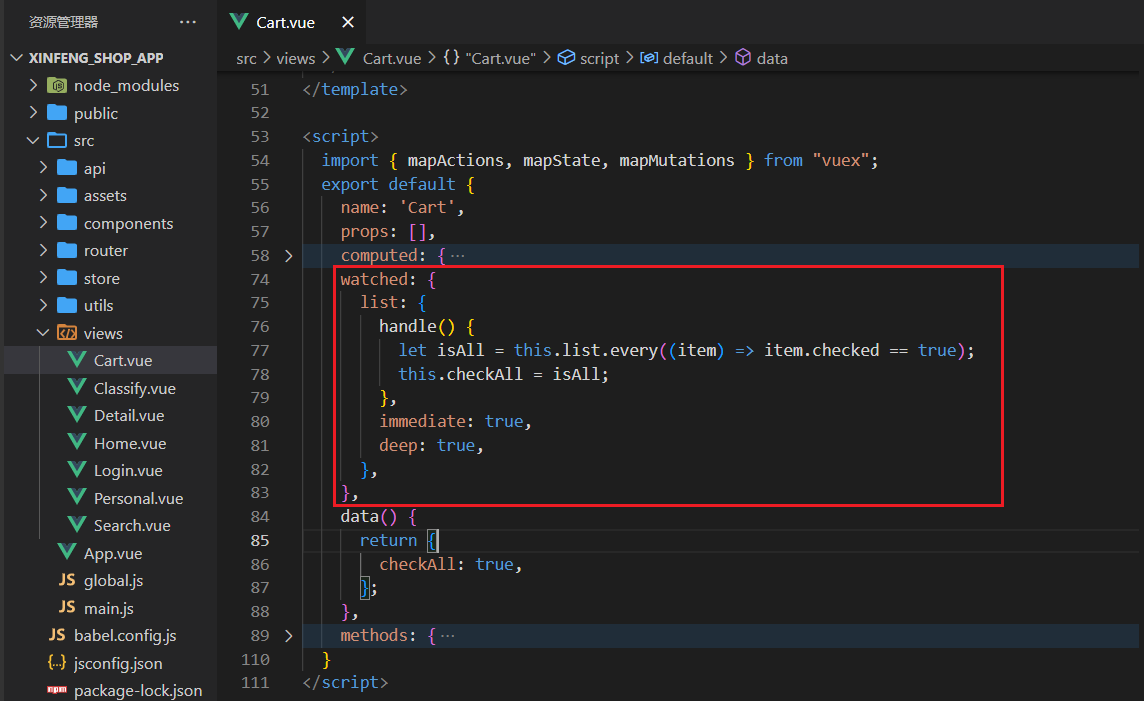 资源管理器 ···
XINFENG_SHOP_APP
node_modules
public
src
api
assets
components
router
store
utils
views
Cart.vue
Classify.vue
Detail.vue
Home.vue
Login.vue
Personal.vue
Search.vue
App.vue
JS global.js
JS main.js
JS babel.config.js
{..} jsconfig.json
npm package-lock.json
Cart.vue ×
src > views > Cart.vue > {} "Cart.vue" > script > default > data
51 </template>
52
53 <script>
54 import { mapActions, mapState, mapMutations } from "vuex";
55 export default {
56 name: 'Cart',
57 props: [],
58 > computed: { ···
74 watched: {
75 list: {
76 handle() {
77 let isAll = this.list.every((item) => item.checked == true);
78 this.checkAll = isAll;
79 },
80 immediate: true,
81 deep: true,
82 },
83 },
84 data() {
85 return {
86 checkAll: true,
87 };
88 },
89 > methods: { ···
110 }
111 </script>